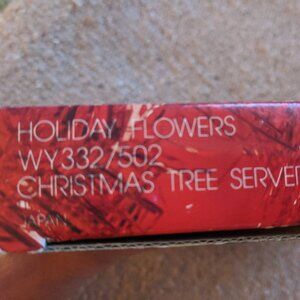 HOLIDAY FLOWERS
WY332/502
CHRISTMAS TREE SERVER
JAPAN